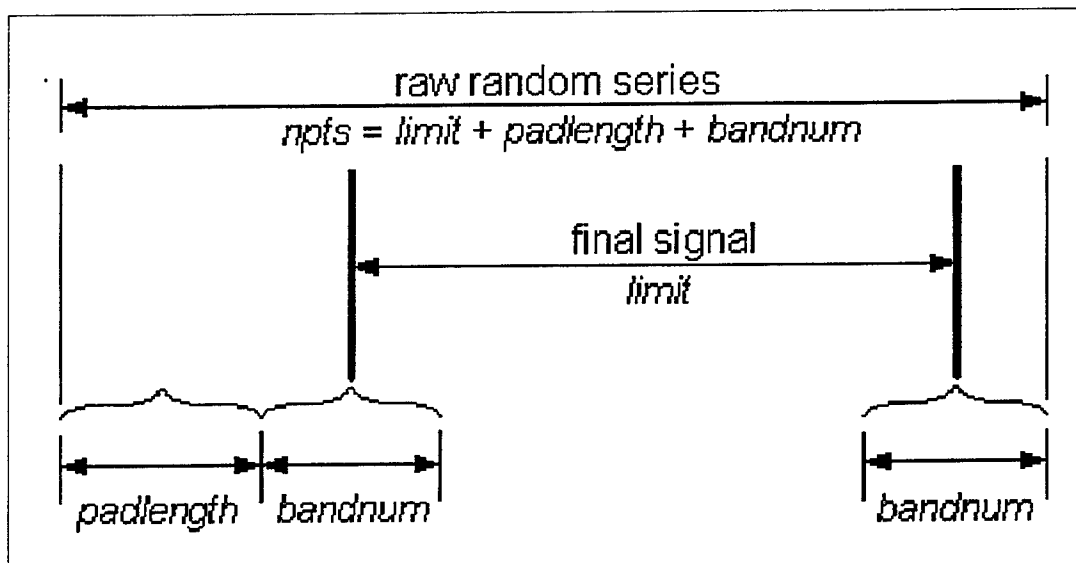 raw random series
npts = limit + padlength + bandnum
final signal
limit
padlength
bandnum
bandnum